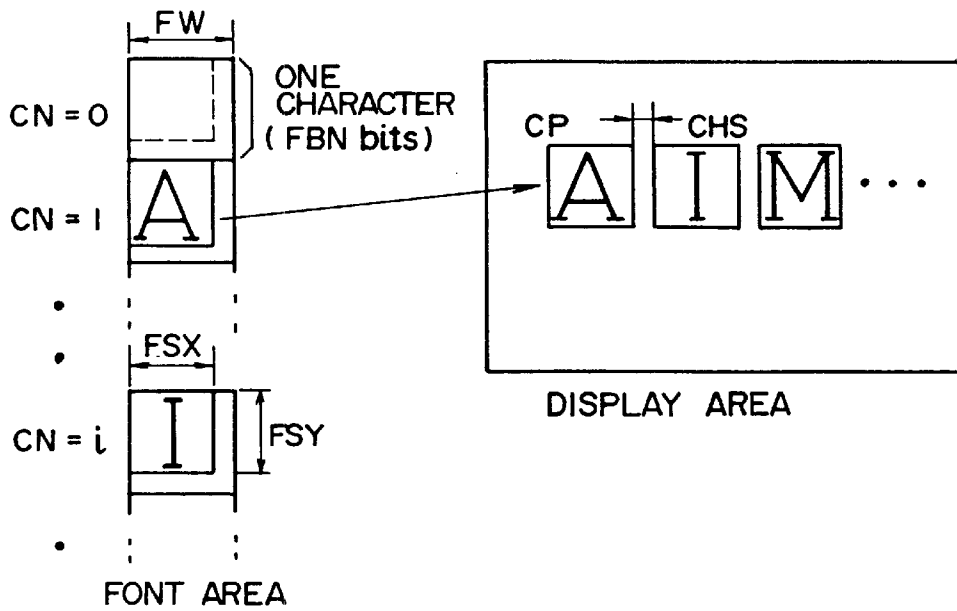 FW
CN = 0
ONE
CHARACTER
( FBN bits)
CN = 1
A
CP
CHS
A I M • • •
FSX
CN = i
I
FSY
DISPLAY AREA
FONT AREA